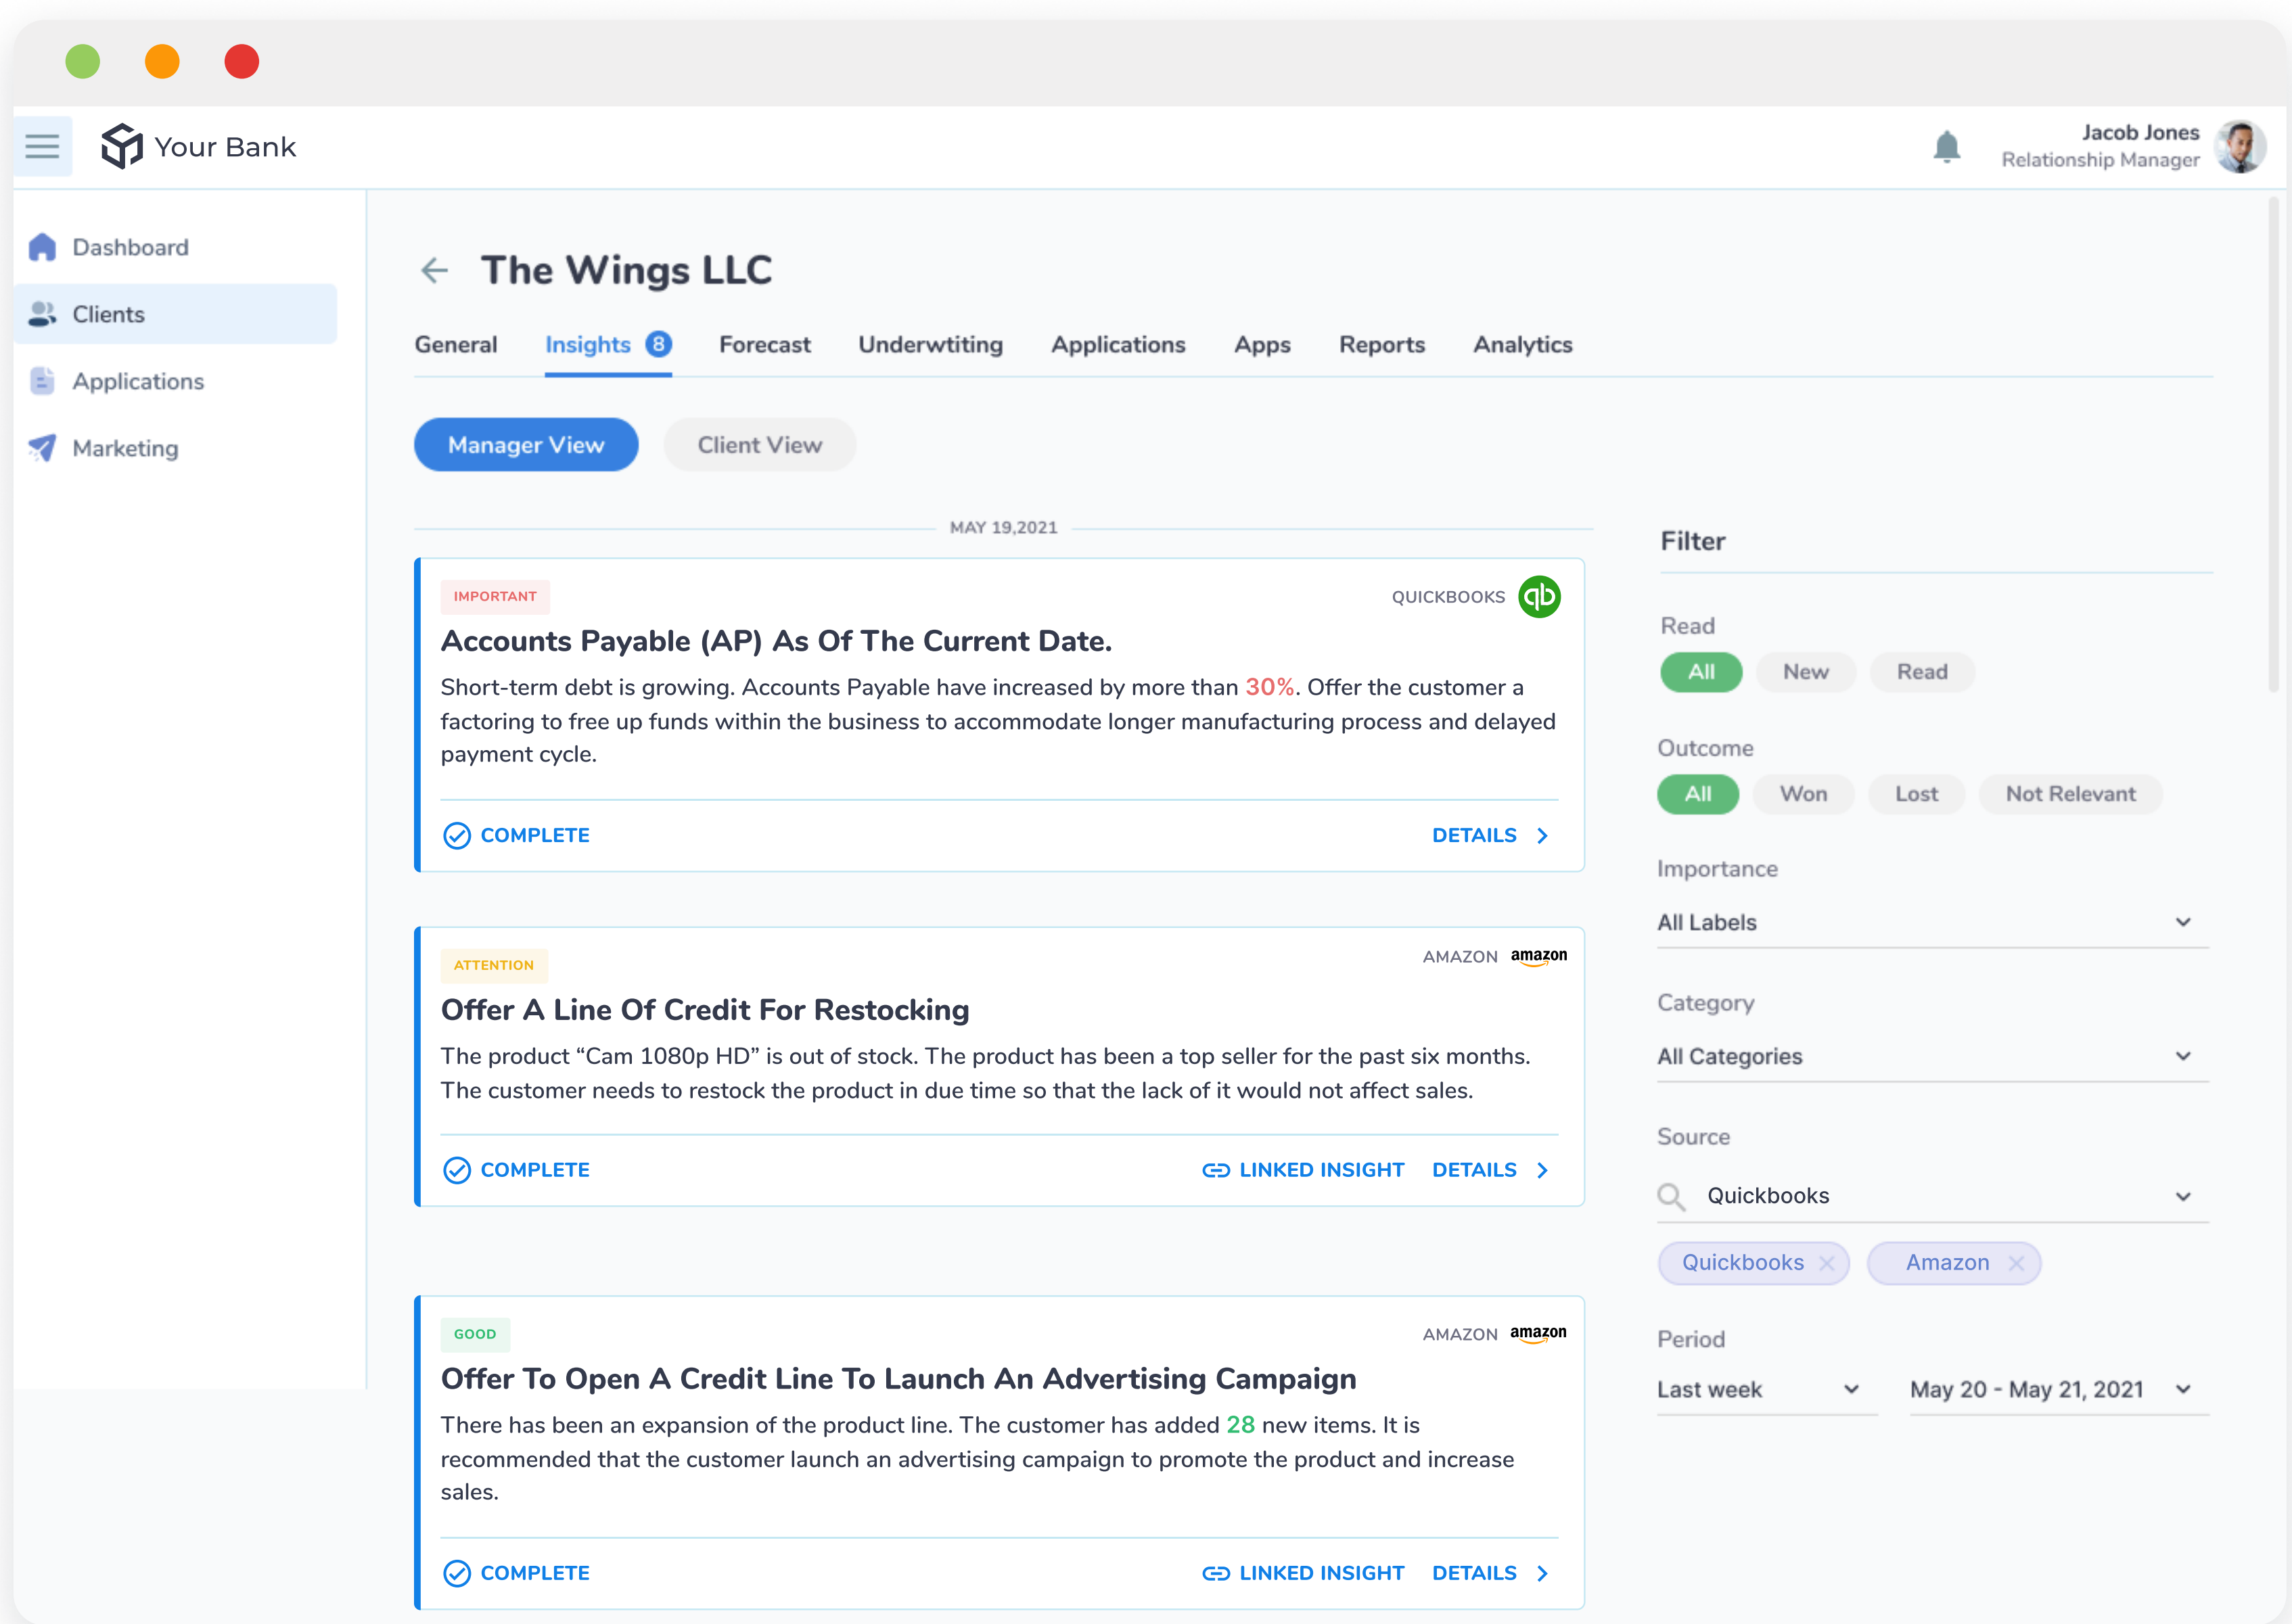 Your Bank
Jacob Jones
Relationship Manager
Dashboard
Clients
Applications
Marketing
The Wings LLC
General Insights 8 Forecast Underwtiting Applications Apps Reports Analytics
Manager View Client View
MAY 19,2021
IMPORTANT
QUICKBOOKS qb
Accounts Payable (AP) As Of The Current Date.
Short-term debt is growing. Accounts Payable have increased by more than 30%. Offer the customer a
factoring to free up funds within the business to accommodate longer manufacturing process and delayed
payment cycle.
COMPLETE DETAILS
ATTENTION
AMAZON amazon
Offer A Line Of Credit For Restocking
The product “Cam 1080p HD” is out of stock. The product has been a top seller for the past six months.
The customer needs to restock the product in due time so that the lack of it would not affect sales.
COMPLETE LINKED INSIGHT DETAILS
GOOD
AMAZON amazon
Offer To Open A Credit Line To Launch An Advertising Campaign
There has been an expansion of the product line. The customer has added 28 new items. It is
recommended that the customer launch an advertising campaign to promote the product and increase
sales.
COMPLETE LINKED INSIGHT DETAILS
Filter
Read
All New Read
Outcome
All Won Lost Not Relevant
Importance
All Labels
Category
All Categories
Source
Quickbooks
Quickbooks Amazon
Period
Last week May 20 - May 21, 2021